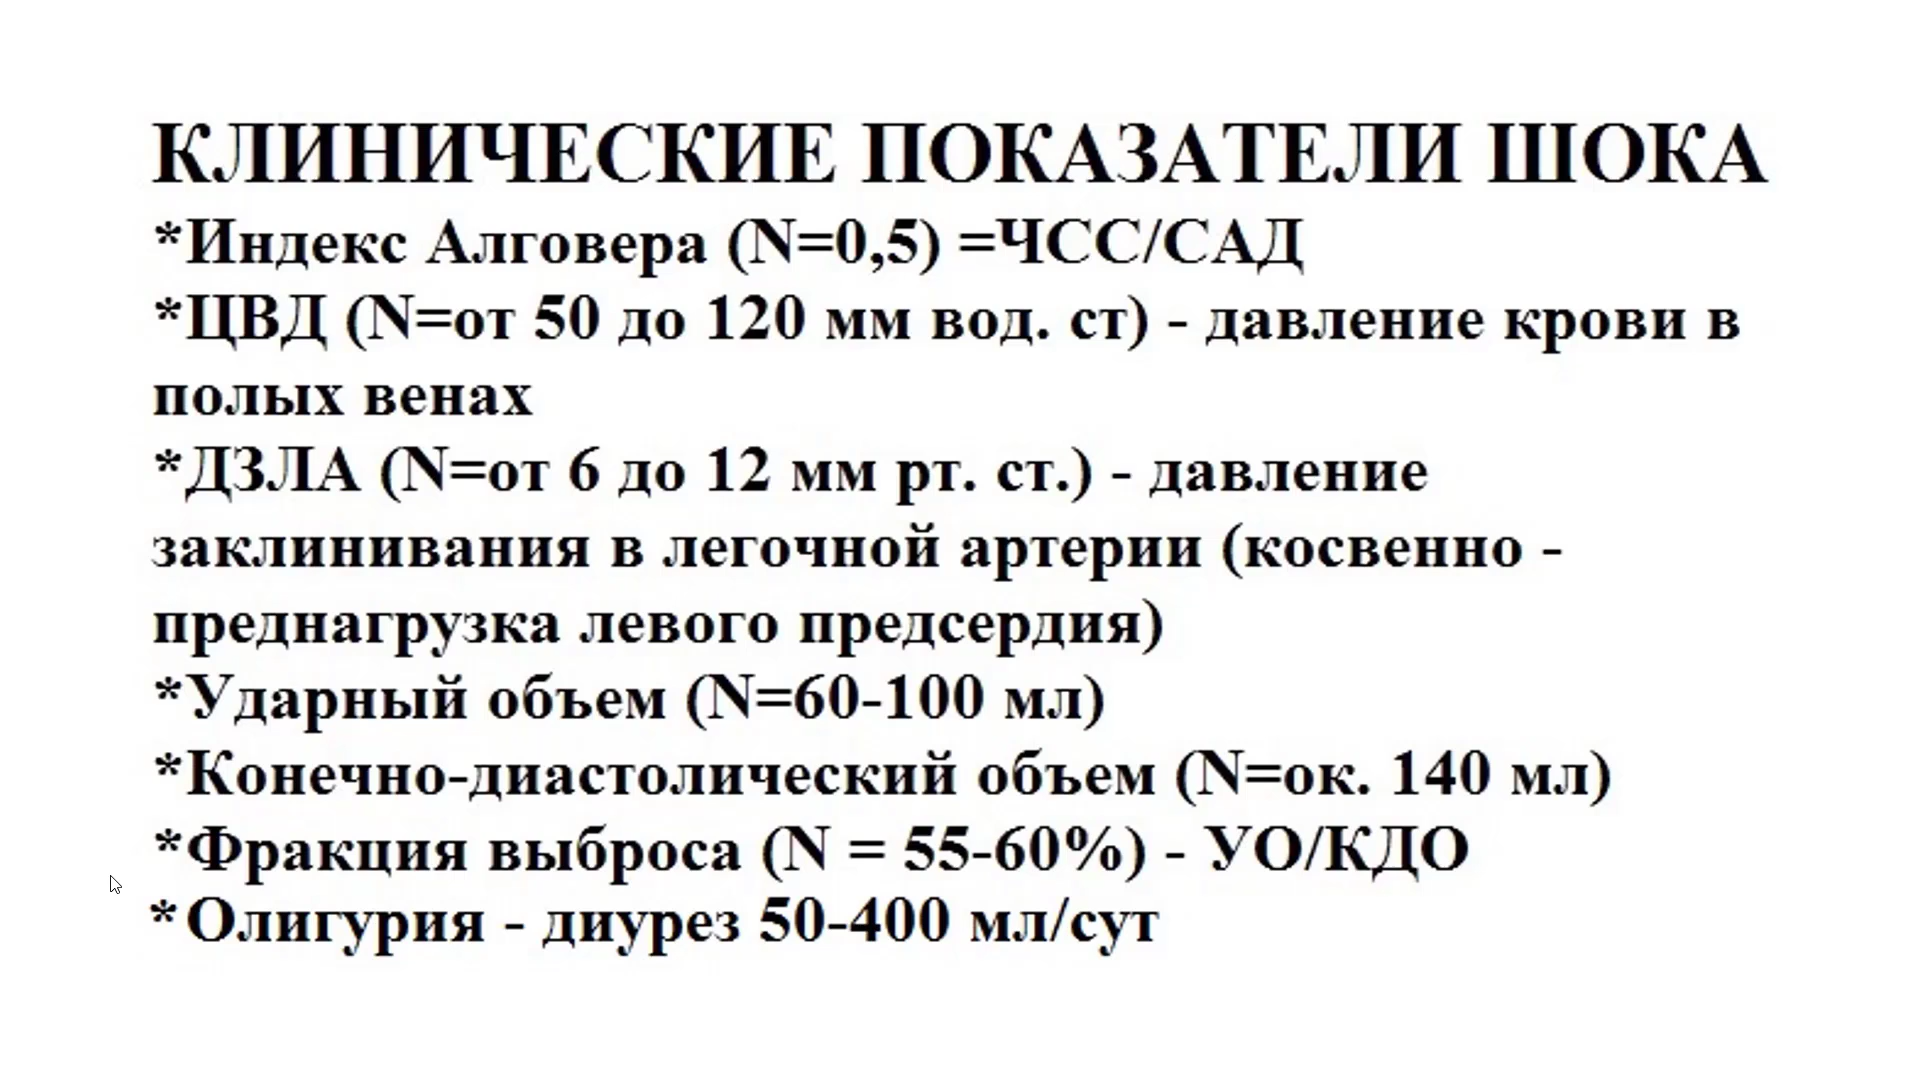 КЛИНИЧЕСКИЕ ПОКАЗАТЕЛИ ШОКА
*Индекс Алговера (N=0,5) =ЧСС/САД
*ЦВД (N=от 50 до 120 мм вод. ст) - давление крови в
полых венах
*ДЗЛА (N=от 6 до 12 мм рт. ст.) - давление
заклинивания в легочной артерии (косвенно -
преднагрузка левого предсердия)
*Ударный объем (N=60-100 мл)
*Конечно-диастолический объем (N=ок. 140 мл)
*Фракция выброса (N = 55-60%) - УО/КДО
*Олигурия - диурез 50-400 мл/сут